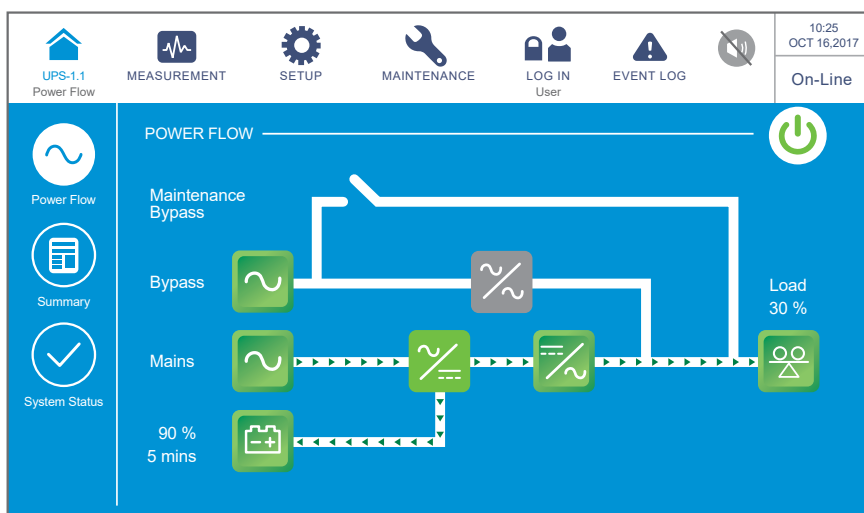 UPS-1.1
Power Flow
MEASUREMENT
SETUP
MAINTENANCE
LOG IN
User
EVENT LOG
10:25
OCT 16,2017
On-Line
POWER FLOW
Power Flow
Summary
System Status
Maintenance
Bypass
Bypass
Mains
90 %
5 mins
Load
30 %